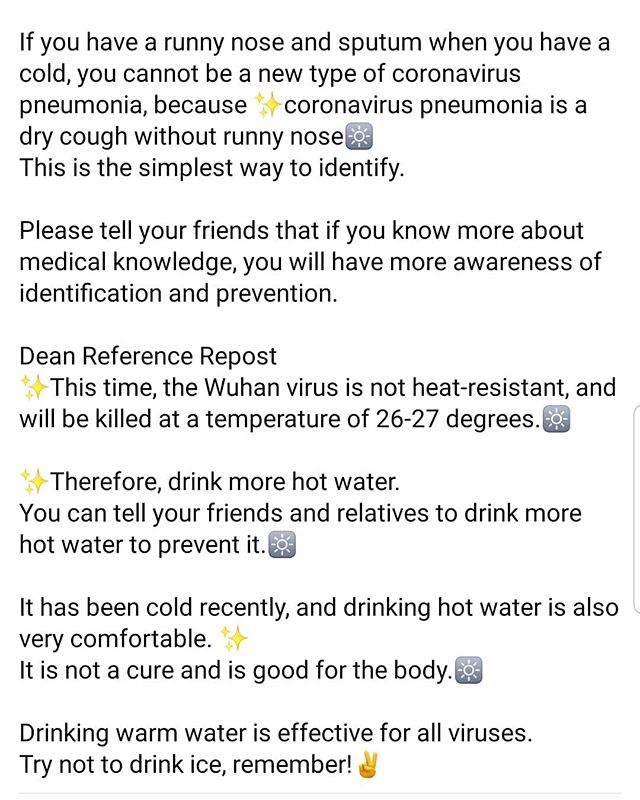 If you have a runny nose and sputum when you have a
cold, you cannot be a new type of coronavirus
pneumonia, because ✨coronavirus pneumonia is a
dry cough without runny nose🔅
This is the simplest way to identify.
Please tell your friends that if you know more about
medical knowledge, you will have more awareness of
identification and prevention.
Dean Reference Repost
✨This time, the Wuhan virus is not heat-resistant, and
will be killed at a temperature of 26-27 degrees.🔅
✨Therefore, drink more hot water.
You can tell your friends and relatives to drink more
hot water to prevent it.🔅
It has been cold recently, and drinking hot water is also
very comfortable. ✨
It is not a cure and is good for the body.🔅
Drinking warm water is effective for all viruses.
Try not to drink ice, remember!✌